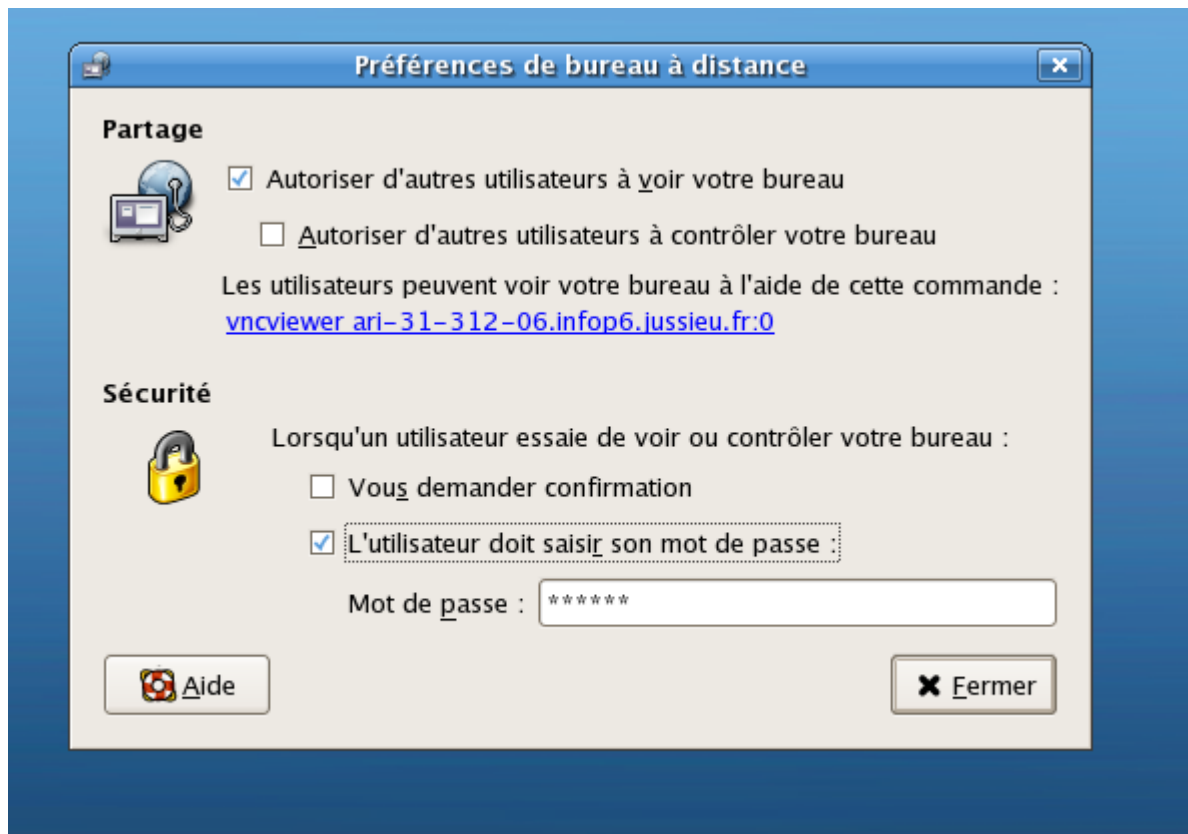 Préférences de bureau à distance
Partage
Autoriser d'autres utilisateurs à voir votre bureau
Autoriser d'autres utilisateurs à contrôler votre bureau
Les utilisateurs peuvent voir votre bureau à l'aide de cette commande :
vncviewer ari-31-312-06.infop6.jussieu.fr:0
Sécurité
Lorsqu'un utilisateur essaie de voir ou contrôler votre bureau :
Vous demander confirmation
L'utilisateur doit saisir son mot de passe :
Mot de passe : ******
Aide
Fermer